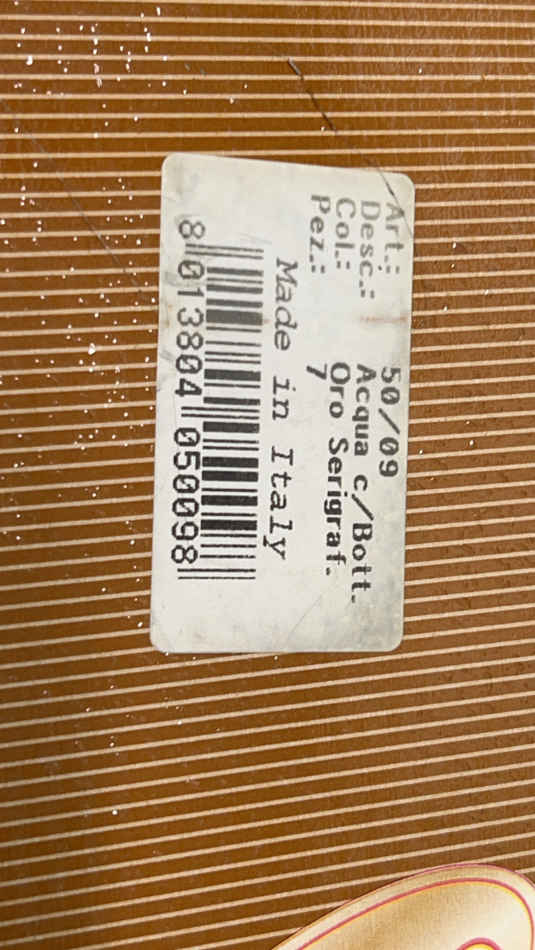 Art.: 50/09
Desc.: Acqua c/Bott.
Col.: Oro Serigraf.
Pez.: 7
Made in Italy
8 013804 050098